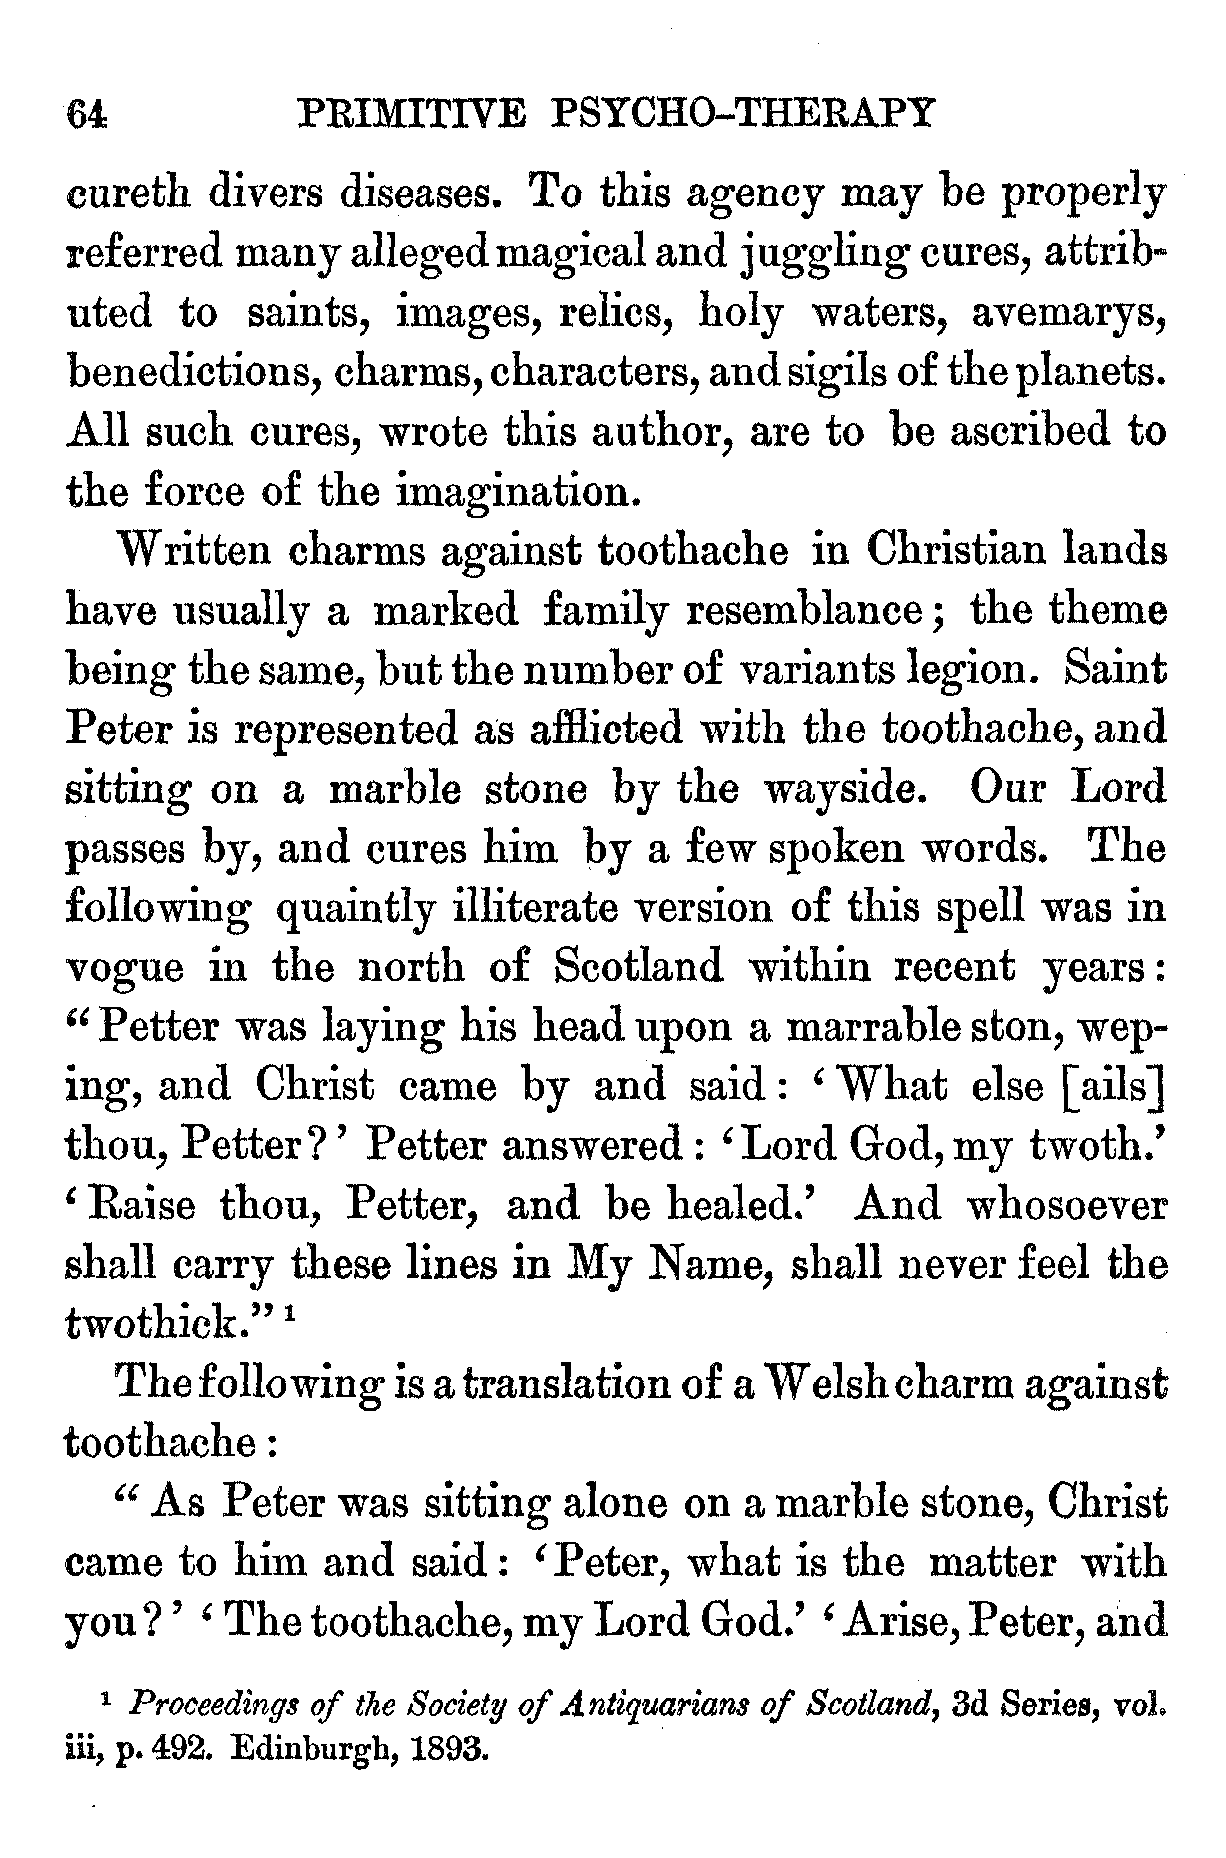 64 PRIMITIVE PSYCHO-THERAPY
cureth divers diseases. To this agency may be properly
referred many alleged magical and juggling cures, attrib-
uted to saints, images, relics, holy waters, avemarys,
benedictions, charms, characters, and sigils of the planets.
All such cures, wrote this author, are to be ascribed to
the force of the imagination.
Written charms against toothache in Christian lands
have usually a marked family resemblance; the theme
being the same, but the number of variants legion. Saint
Peter is represented as afflicted with the toothache, and
sitting on a marble stone by the wayside. Our Lord
passes by, and cures him by a few spoken words. The
following quaintly illiterate version of this spell was in
vogue in the north of Scotland within recent years:
“Petter was laying his head upon a marrable ston, wep-
ing, and Christ came by and said: ‘What else [ails]
thou, Petter?’ Petter answered: ‘Lord God, my twoth.’
‘Raise thou, Petter, and be healed.’ And whosoever
shall carry these lines in My Name, shall never feel the
twothick.” ¹
The following is a translation of a Welsh charm against
toothache:
“As Peter was sitting alone on a marble stone, Christ
came to him and said: ‘Peter, what is the matter with
you?’ ‘The toothache, my Lord God.’ ‘Arise, Peter, and
¹ Proceedings of the Society of Antiquarians of Scotland, 3d Series, vol.
iii, p. 492. Edinburgh, 1893.